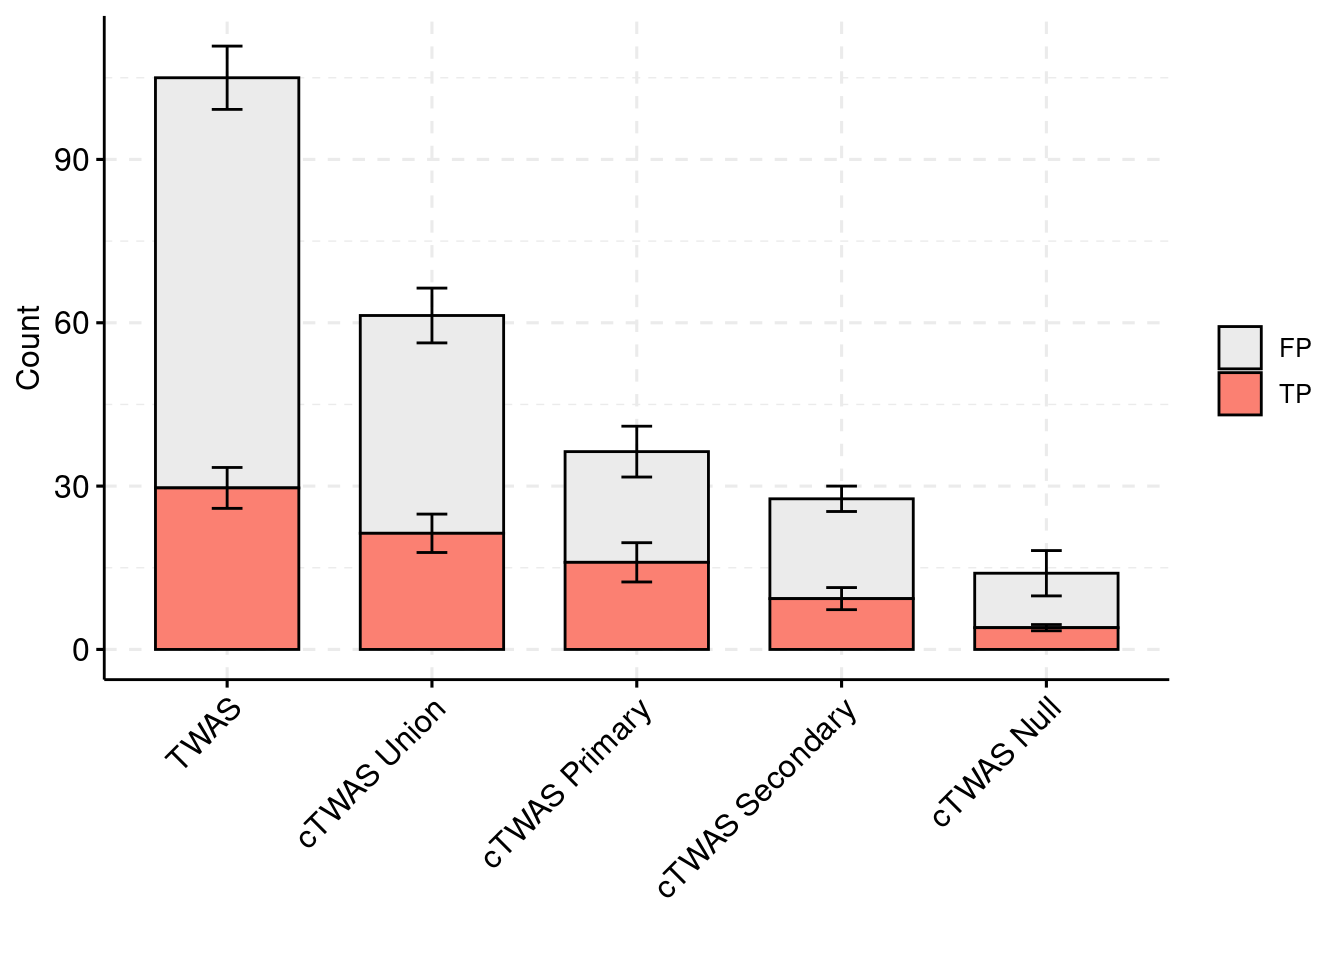 Count
90
60
30
0
TWAS
cTWAS Union
cTWAS Primary
cTWAS Secondary
cTWAS Null
FP
TP